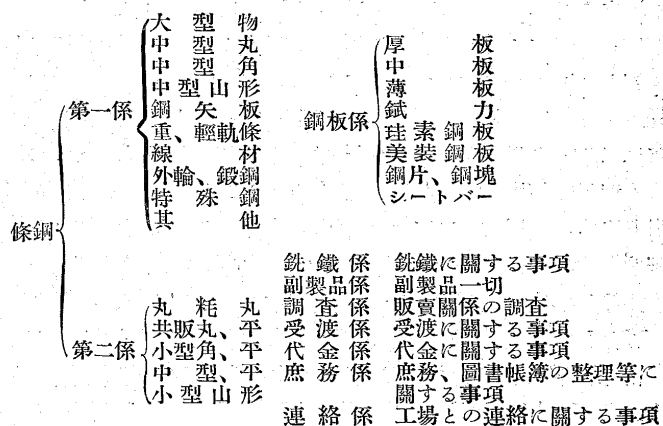 條鋼
第一係
大型物
中型丸
中型角
中型山形
鋼矢板
重、輕軌條
線材
外輪、鍛鋼
特殊鋼
其他
第二係
丸粍丸
共販丸、平
小型角、平
中型、平
小型山形
鋼板係
厚板
中板
薄板
鉽力
珪素鋼板
美裝鋼板
鋼片、鋼塊
シートバー
銑鐵係 銑鐵に關する事項
副製品係 副製品一切
調査係 販賣關係の調査
受渡係 受渡に關する事項
代金係 代金に關する事項
庶務係 庶務、圖書帳簿の整理等に
關する事項
連絡係 工場との連絡に關する事項